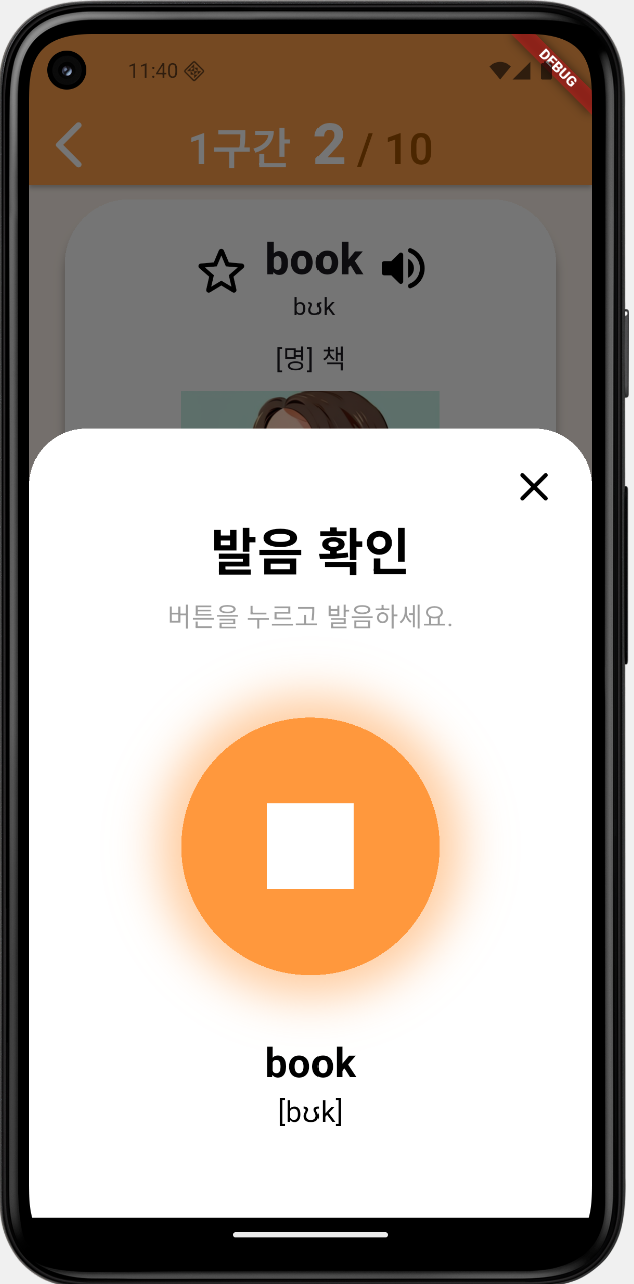 11:40
DEBUG
1구간 2 / 10
book
bʊk
[명] 책
발음 확인
버튼을 누르고 발음하세요.
book
[bʊk]